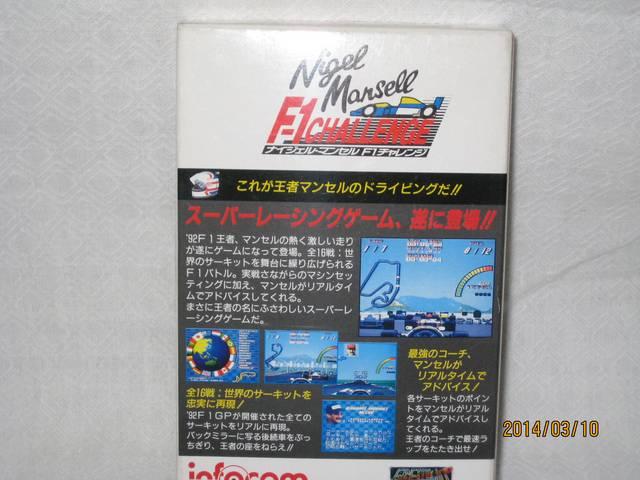 Nigel
Mansell
F-1 CHALLENGE
ナイジェル・マンセル F1チャレンジ
これが王者マンセルのドライビングだ!!
スーパーレーシングゲーム、遂に登場!!
'92F1王者、マンセルの熱く激しい走り
が遂にゲームになって登場。全16戦:世
界のサーキットを舞台に繰り広げられる
F1バトル。実戦さながらのマシンセッ
ティングに加え、マンセルがリアルタイ
ムでアドバイスしてくれる。
まさに王者の名にふさわしいスーパーレ
ーシングゲームだ。
全16戦:世界のサーキットを
忠実に再現!
'92F1GPが開催された全ての
サーキットをリアルに再現。
バックミラーに写る後続車をぶっ
ちぎり、王者の座をねらえ!!
最強のコーチ、
マンセルが
リアルタイムで
アドバイス!
各サーキットのポイン
トをマンセルがリアル
タイムでアドバイスし
てくれる。
王者のコーチで最速ラ
ップをたたき出せ!
infocom
2014/03/10